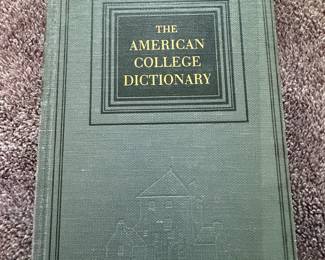 THE
AMERICAN
COLLEGE
DICTIONARY